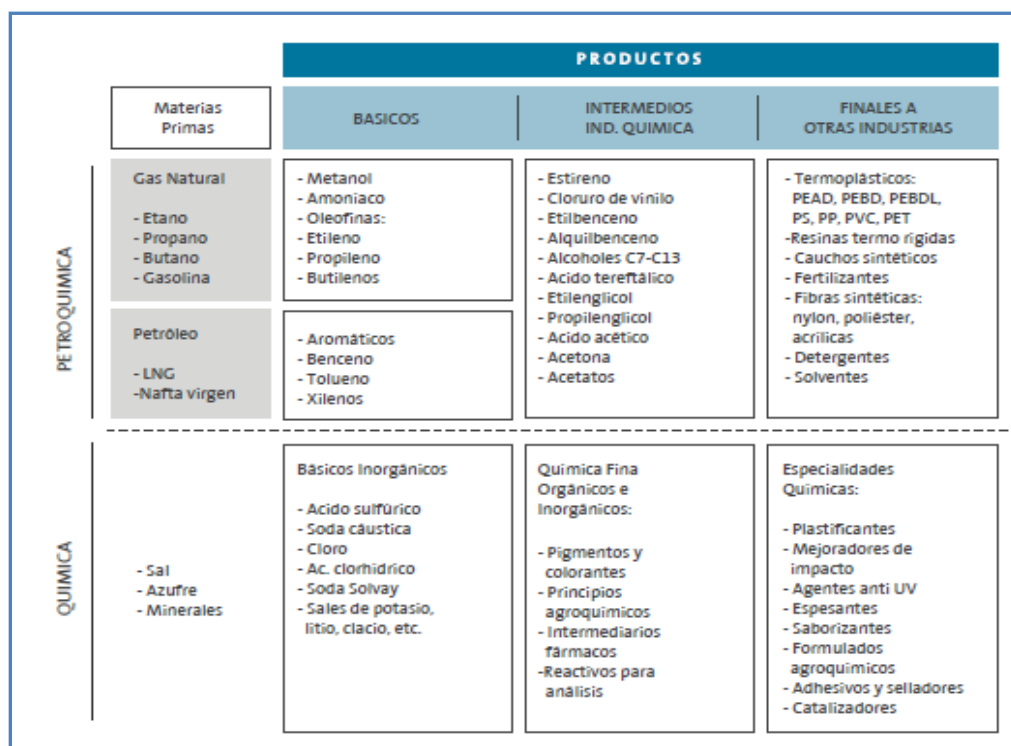 PRODUCTOS
Materias
Primas
BASICOS
INTERMEDIOS
IND. QUIMICA
FINALES A
OTRAS INDUSTRIAS
PETROQUIMICA
Gas Natural
- Etano
- Propano
- Butano
- Gasolina
- Metanol
- Amoníaco
- Oleofinas:
- Etileno
- Propileno
- Butilenos
Petróleo
- LNG
-Nafta virgen
- Aromáticos
- Benceno
- Tolueno
- Xilenos
- Estireno
- Cloruro de vinilo
- Etilbenceno
- Alquilbenceno
- Alcoholes C7-C13
- Acido tereftálico
- Etilenglicol
- Propilenglicol
- Acido acético
- Acetona
- Acetatos
- Termoplásticos:
PEAD, PEBD, PEBDL,
PS, PP, PVC, PET
-Resinas termo rigidas
- Cauchos sintéticos
- Fertilizantes
- Fibras sintéticas:
nylon, poliéster,
acrílicas
- Detergentes
- Solventes
QUIMICA
- Sal
- Azufre
- Minerales
Básicos Inorgánicos
- Acido sulfúrico
- Soda cáustica
- Cloro
- Ac. clorhídrico
- Soda Solvay
- Sales de potasio,
litio, clacio, etc.
Química Fina
Orgánicos e
Inorgánicos:
- Pigmentos y
colorantes
- Principios
agroquímicos
- Intermediarios
fármacos
-Reactivos para
análisis
Especialidades
Químicas:
- Plastificantes
- Mejoradores de
impacto
- Agentes anti UV
- Espesantes
- Saborizantes
- Formulados
agroquímicos
- Adhesivos y selladores
- Catalizadores